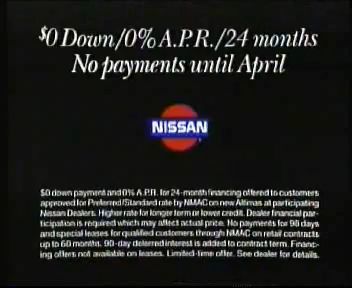 $0 Down/0% A.P.R./24 months
No payments until April
NISSAN
$0 down payment and 0% A.P.R. for 24-month financing offered to customers
approved for Preferred/Standard rate by NMAC on new Altimas at participating
Nissan Dealers. Higher rate for longer term or lower credit. Dealer financial par-
ticipation is required which may affect actual price. No payments for 90 days
and special leases for qualified customers through NMAC on retail contracts
up to 60 months. 90-day deferred interest is added to contract term. Financ-
ing offers not available on leases. Limited-time offer. See dealer for details.